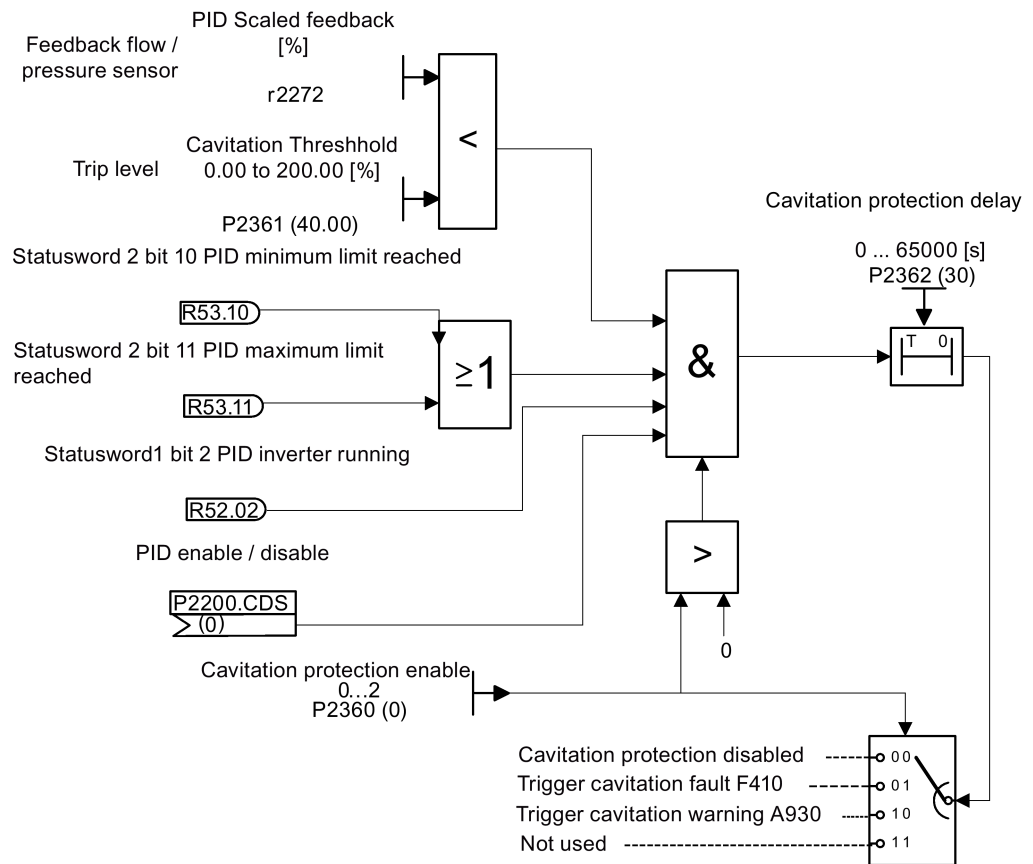 PID Scaled feedback
[%]
Feedback flow /
pressure sensor
r2272
<
Cavitation Threshhold
Trip level
0.00 to 200.00 [%]
P2361 (40.00)
Cavitation protection delay
0 ... 65000 [s]
P2362 (30)
Statusword 2 bit 10 PID minimum limit reached
R53.10
T 0
Statusword 2 bit 11 PID maximum limit
reached
≥1
&
R53.11
Statusword1 bit 2 PID inverter running
R52.02
PID enable / disable
>
P2200.CDS
(0)
0
Cavitation protection enable
0...2
P2360 (0)
Cavitation protection disabled
00
Trigger cavitation fault F410
01
Trigger cavitation warning A930
10
Not used
11